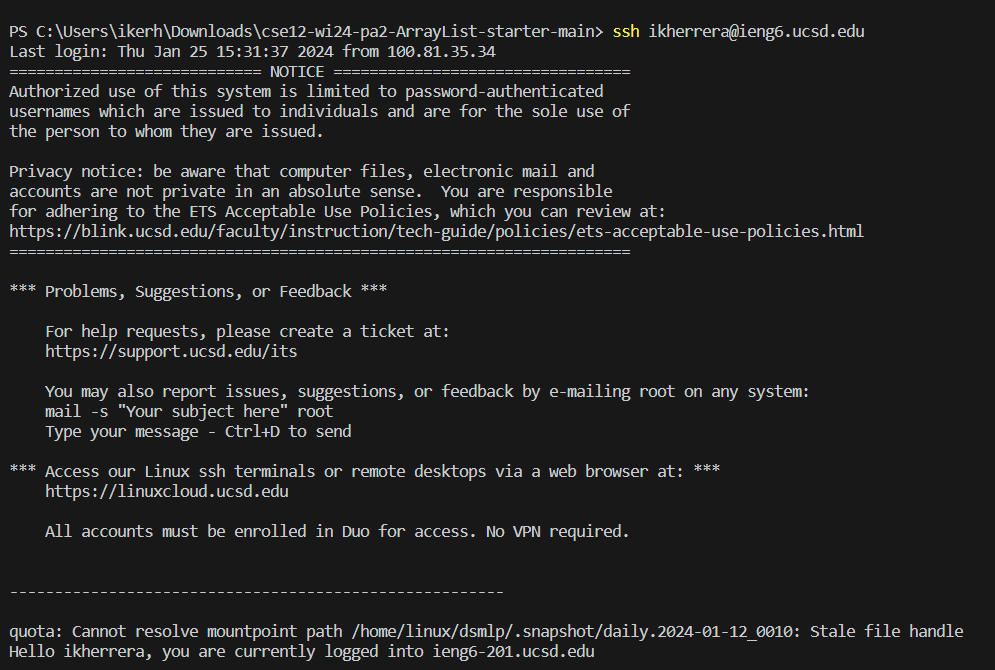 PS C:\Users\ikerh\Downloads\cse12-wi24-pa2-ArrayList-starter-main> ssh ikherrera@ieng6.ucsd.edu
Last login: Thu Jan 25 15:31:37 2024 from 100.81.35.34
============================ NOTICE =================================
Authorized use of this system is limited to password-authenticated
usernames which are issued to individuals and are for the sole use of
the person to whom they are issued.

Privacy notice: be aware that computer files, electronic mail and
accounts are not private in an absolute sense.  You are responsible
for adhering to the ETS Acceptable Use Policies, which you can review at:
https://blink.ucsd.edu/faculty/instruction/tech-guide/policies/ets-acceptable-use-policies.html
=====================================================================

*** Problems, Suggestions, or Feedback ***

    For help requests, please create a ticket at:
    https://support.ucsd.edu/its

    You may also report issues, suggestions, or feedback by e-mailing root on any system:
    mail -s "Your subject here" root
    Type your message - Ctrl+D to send

*** Access our Linux ssh terminals or remote desktops via a web browser at: ***
    https://linuxcloud.ucsd.edu

    All accounts must be enrolled in Duo for access. No VPN required.


-------------------------------------------------------

quota: Cannot resolve mountpoint path /home/linux/dsmlp/.snapshot/daily.2024-01-12_0010: Stale file handle
Hello ikherrera, you are currently logged into ieng6-201.ucsd.edu